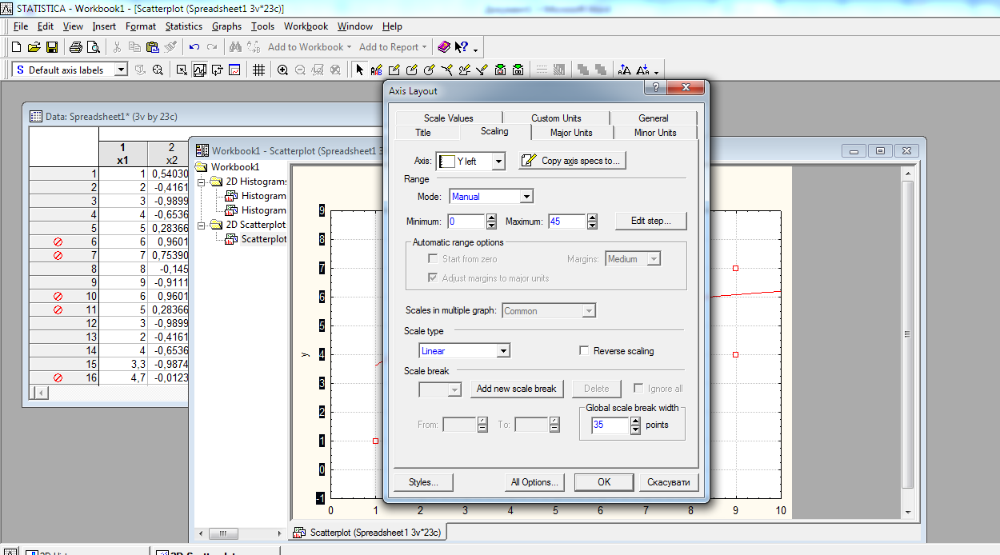 STATISTICA - Workbook1 - [Scatterplot (Spreadsheet1 3v*23c)]
File Edit View Insert Format Statistics Graphs Tools Workbook Window Help
Add to Workbook Add to Report
S Default axis labels
Data: Spreadsheet1* (3v by 23c)
1 2
x1 x2
1 1 0,54030
2 2 -0,4161
3 3 -0,9899
4 4 -0,6536
5 5 0,28366
6 6 0,9601
7 7 0,75390
8 8 -0,145
9 9 -0,9111
10 6 0,9601
11 5 0,28366
12 3 -0,9899
13 2 -0,4161
14 4 -0,6536
15 3,3 -0,9874
16 4,7 -0,0123
Workbook1 - Scatterplot (Spreadsheet1 3
Workbook1
2D Histograms
Histogram
Histogram
2D Scatterplot
Scatterplot
9
8
7
6
5
4
3
2
1
0
-1
y
0 1 2 3 4 5 6 7 8 9 10
Scatterplot (Spreadsheet1 3v*23c)
Axis Layout
Scale Values Custom Units General
Title Scaling Major Units Minor Units
Axis: Y left Copy axis specs to...
Range
Mode: Manual
Minimum: 0 Maximum: 45 Edit step...
Automatic range options
Start from zero Margins: Medium
Adjust margins to major units
Scales in multiple graph: Common
Scale type
Linear Reverse scaling
Scale break
Add new scale break Delete Ignore all
Global scale break width
From: To: 35 points
Styles... All Options... OK Скасувати